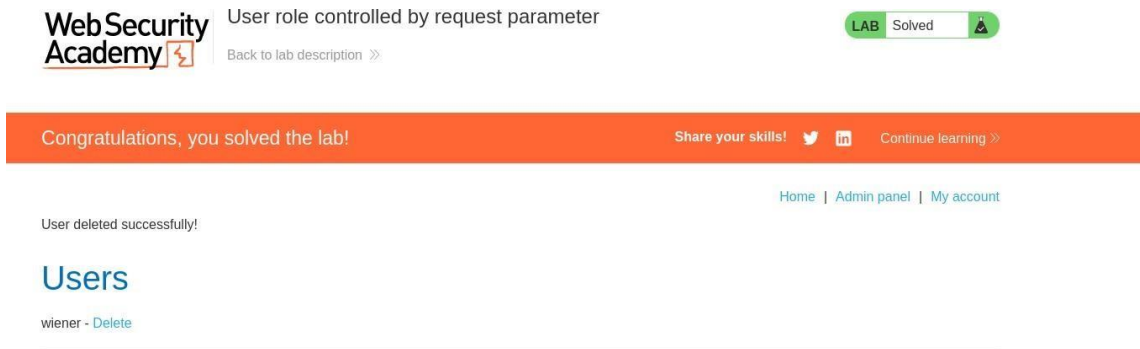 Web Security
Academy
User role controlled by request parameter
Back to lab description
LAB Solved
Congratulations, you solved the lab!
Share your skills!
in
Continue learning
Home | Admin panel | My account
User deleted successfully!
Users
wiener - Delete